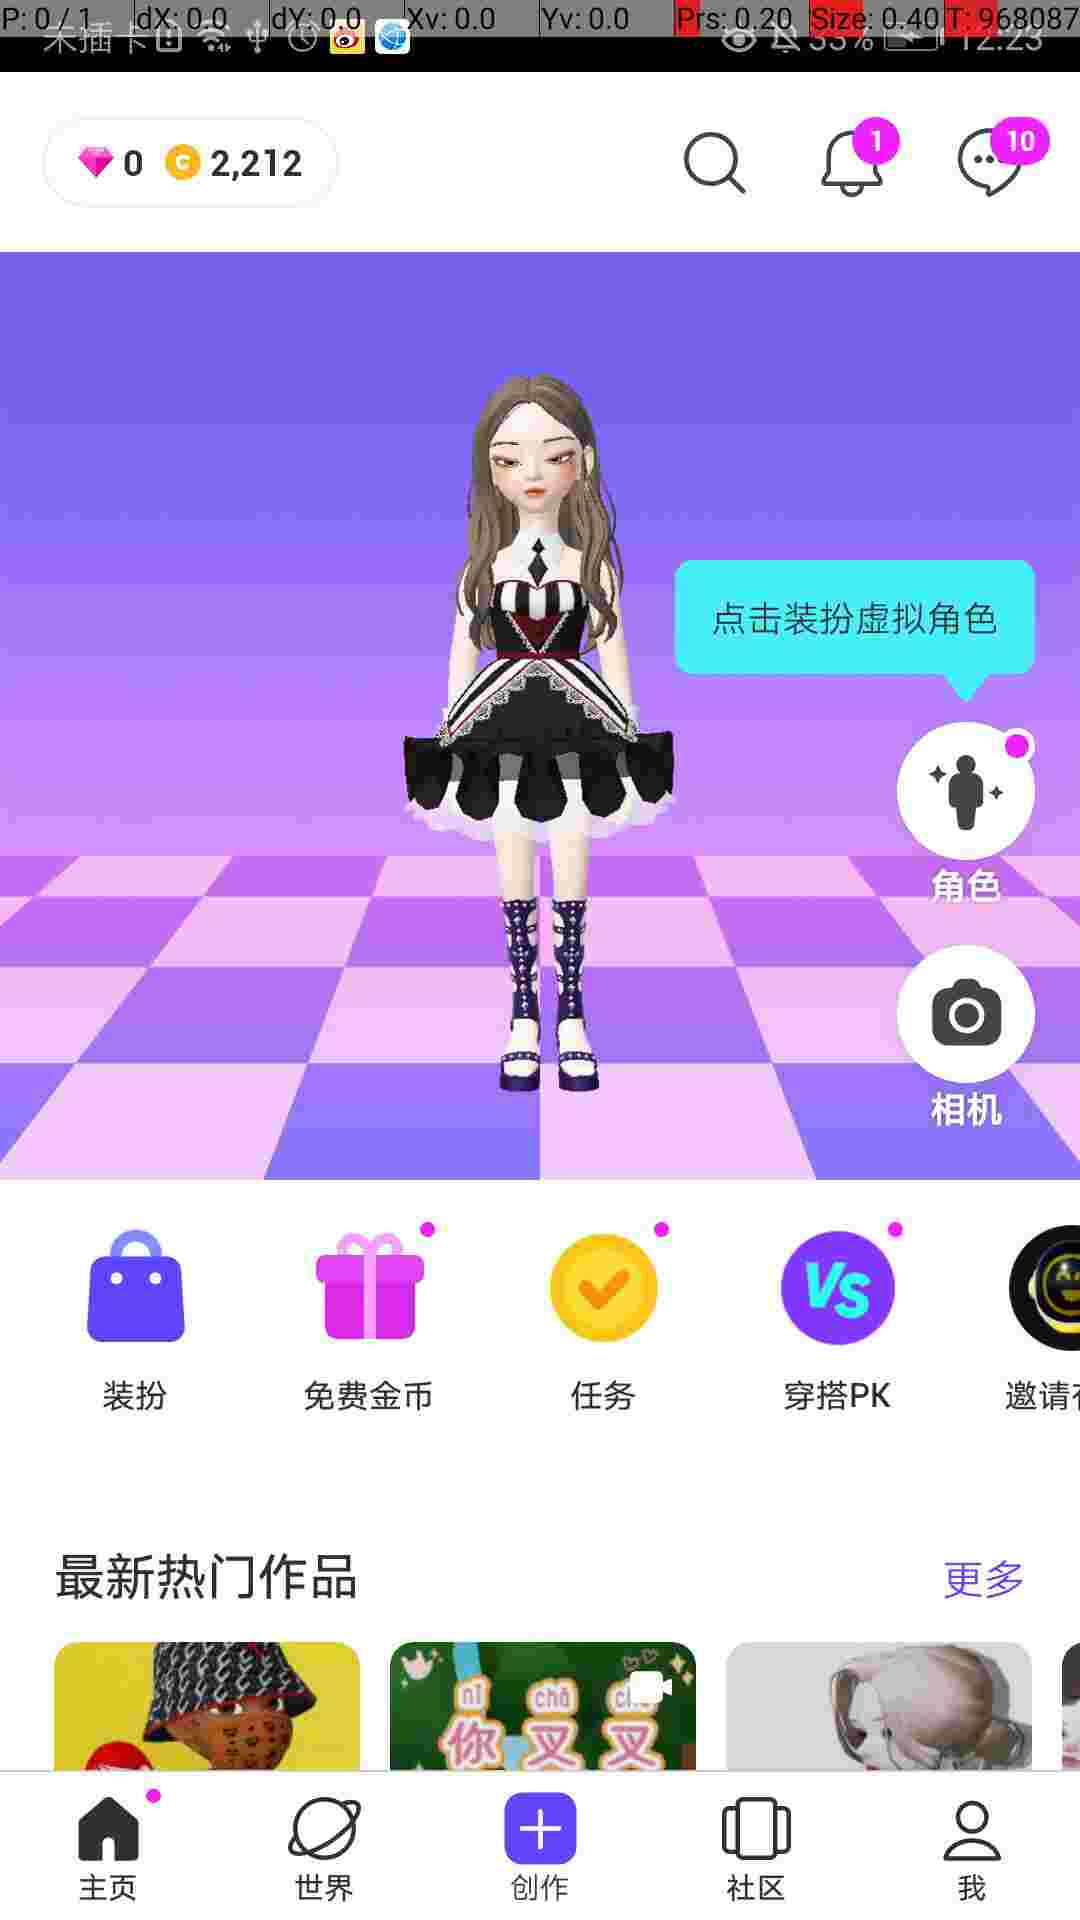 P: 0 / 1 dX: 0.0 dY: 0.0 Xv: 0.0 Yv: 0.0 Prs: 0.20 Size: 0.40 T: 968087
未插卡 33% 12:23
0 2,212 1 10
点击装扮虚拟角色
角色
相机
VS
装扮 免费金币 任务 穿搭PK 邀请
最新热门作品 更多
nǐ chā
你 叉 叉
主页 世界 创作 社区 我